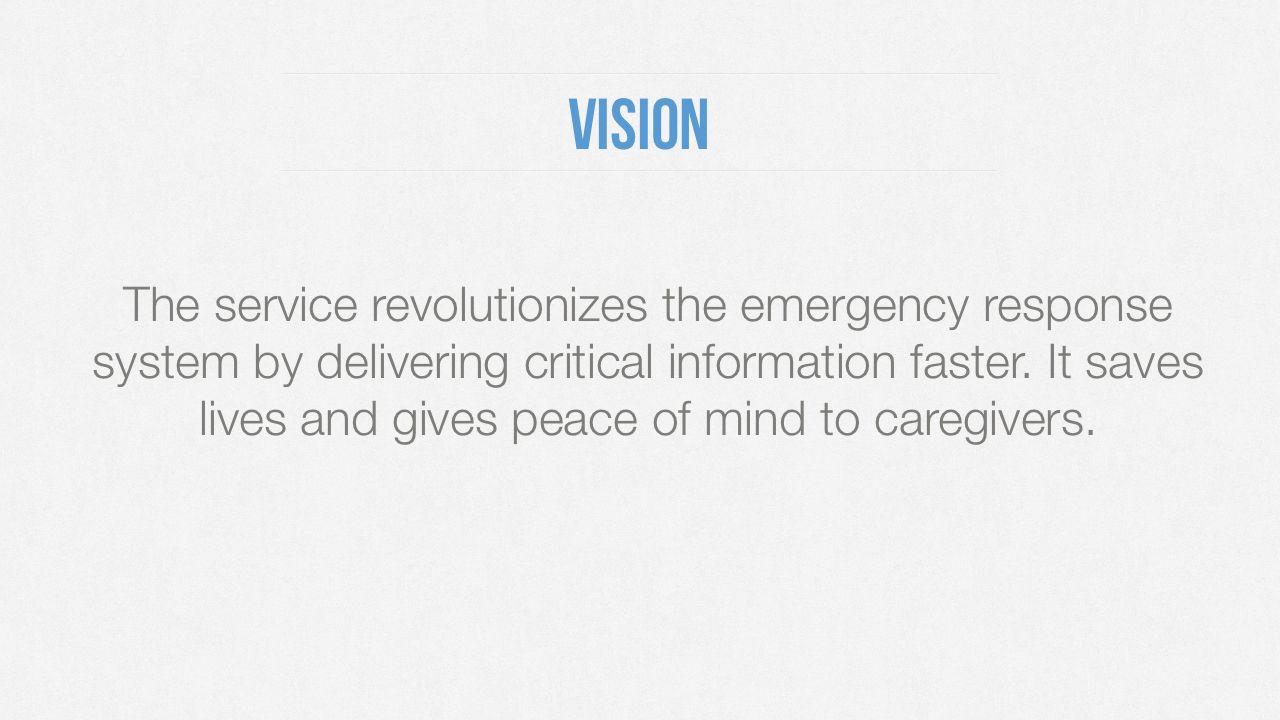 VISION
The service revolutionizes the emergency response
system by delivering critical information faster. It saves
lives and gives peace of mind to caregivers.